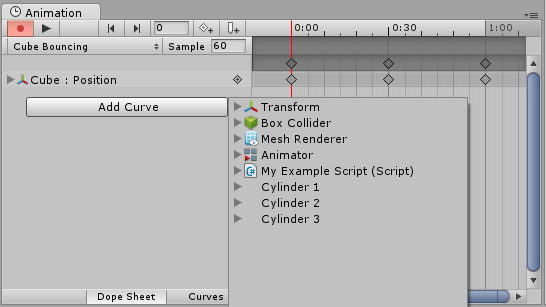 Animation
0 0:00 0:30 1:00
Cube Bouncing Sample 60
Cube : Position
Add Curve
Transform
Box Collider
Mesh Renderer
Animator
C#
My Example Script (Script)
Cylinder 1
Cylinder 2
Cylinder 3
Dope Sheet Curves